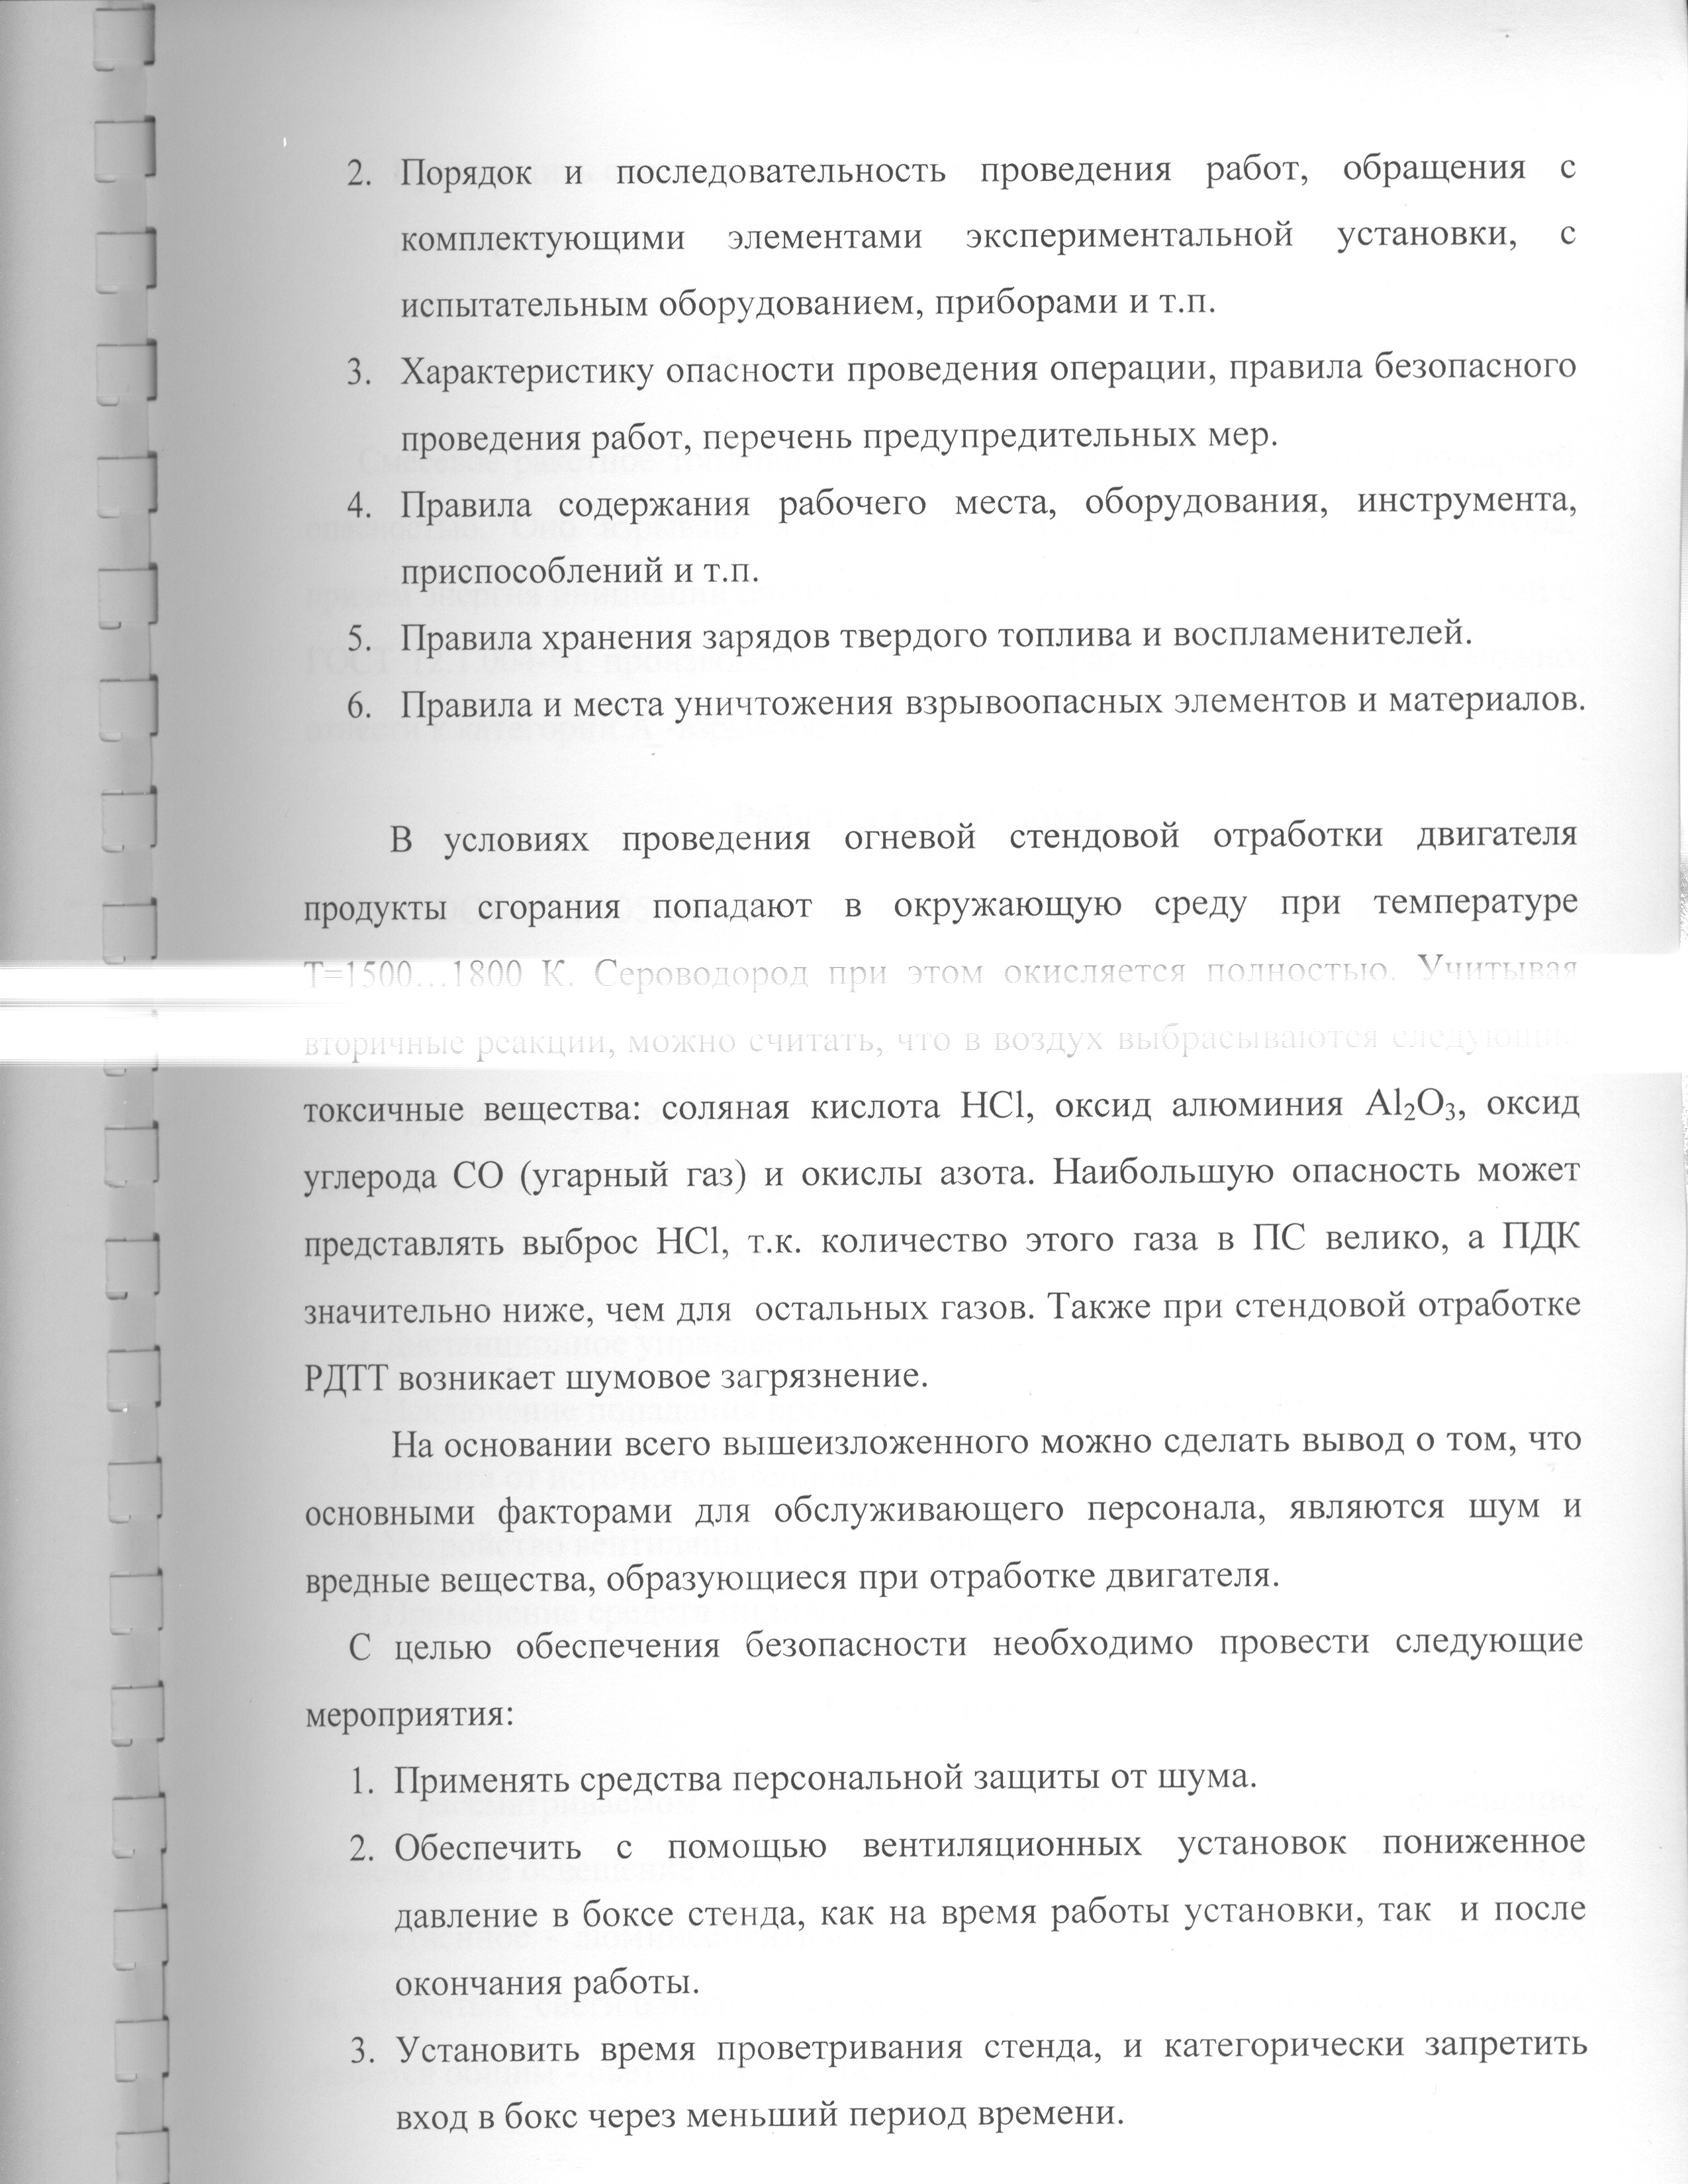 2. Порядок и последовательность проведения работ, обращения с
комплектующими элементами экспериментальной установки, с
испытательным оборудованием, приборами и т.п.
3. Характеристику опасности проведения операции, правила безопасного
проведения работ, перечень предупредительных мер.
4. Правила содержания рабочего места, оборудования, инструмента,
приспособлений и т.п.
5. Правила хранения зарядов твердого топлива и воспламенителей.
6. Правила и места уничтожения взрывоопасных элементов и материалов.
В условиях проведения огневой стендовой отработки двигателя
продукты сгорания попадают в окружающую среду при температуре
Т=1500...1800 К. Сероводород при этом окисляется полностью. Учитывая
вторичные реакции, можно считать, что в воздух выбрасываются следующие
токсичные вещества: соляная кислота HCl, оксид алюминия Al₂O₃, оксид
углерода СО (угарный газ) и окислы азота. Наибольшую опасность может
представлять выброс HCl, т.к. количество этого газа в ПС велико, а ПДК
значительно ниже, чем для остальных газов. Также при стендовой отработке
РДТТ возникает шумовое загрязнение.
На основании всего вышеизложенного можно сделать вывод о том, что
основными факторами для обслуживающего персонала, являются шум и
вредные вещества, образующиеся при отработке двигателя.
С целью обеспечения безопасности необходимо провести следующие
мероприятия:
1. Применять средства персональной защиты от шума.
2. Обеспечить с помощью вентиляционных установок пониженное
давление в боксе стенда, как на время работы установки, так и после
окончания работы.
3. Установить время проветривания стенда, и категорически запретить
вход в бокс через меньший период времени.